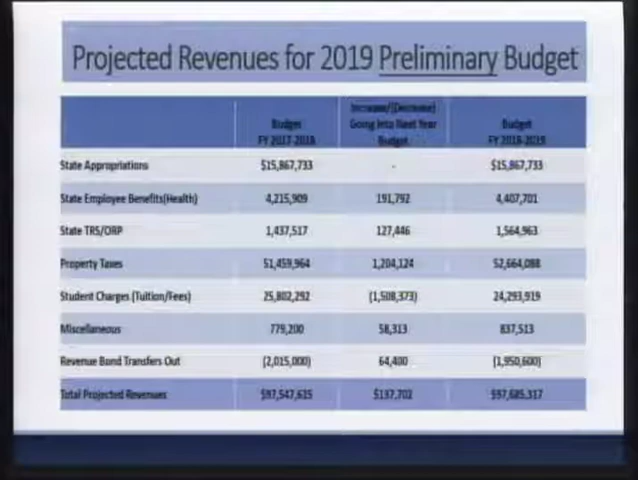 Projected Revenues for 2019 Preliminary Budget
Budget FY 2017-2018
Increase/(Decrease) Going Into Next Year Budget
Budget FY 2018-2019
State Appropriations $15,867,733 - $15,867,733
State Employee Benefits(Health) 4,215,909 191,792 4,407,701
State TRS/ORP 1,437,517 127,446 1,564,963
Property Taxes 51,459,964 1,204,124 52,664,088
Student Charges (Tuition/Fees) 25,802,292 (1,508,373) 24,293,919
Miscellaneous 779,200 58,313 837,513
Revenue Bond Transfers Out (2,015,000) 64,400 (1,950,600)
Total Projected Revenues $97,547,615 $137,702 $97,685,317